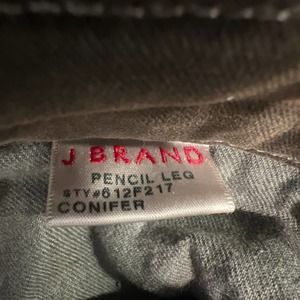 J BRAND
PENCIL LEG
STY#612F217
CONIFER